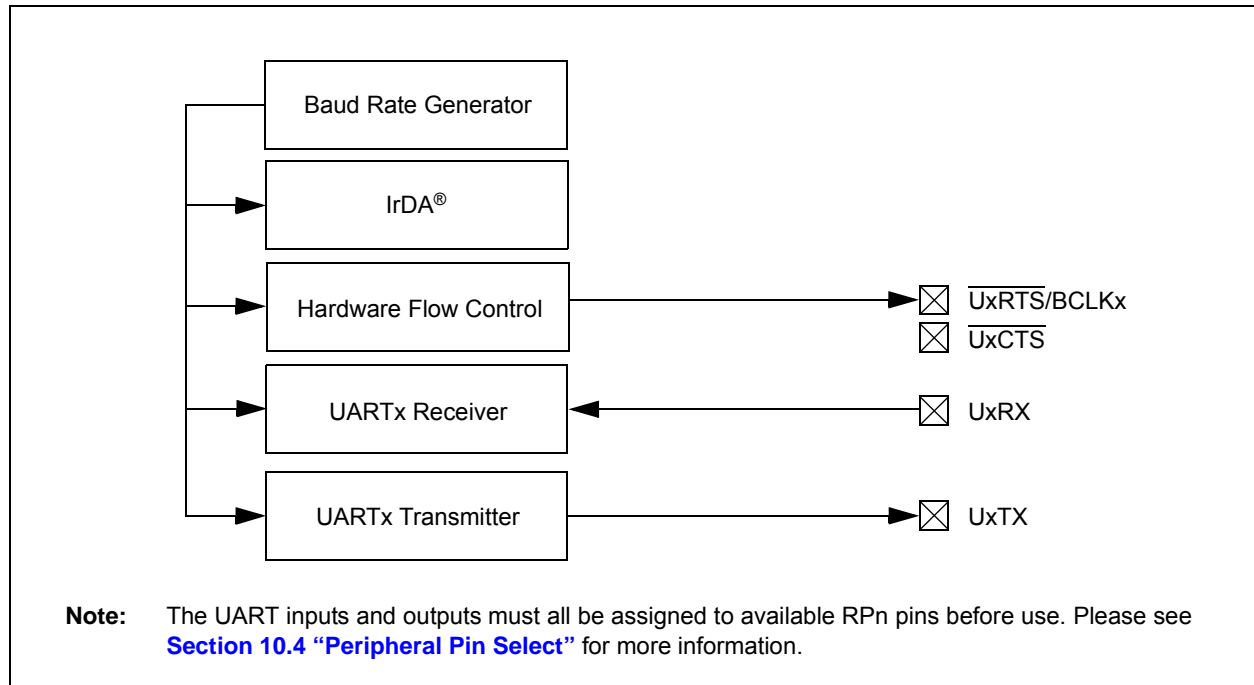 Baud Rate Generator
IrDA®
Hardware Flow Control
UxRTS/BCLKx
UxCTS
UARTx Receiver
UxRX
UARTx Transmitter
UxTX
Note: The UART inputs and outputs must all be assigned to available RPn pins before use. Please see
Section 10.4 “Peripheral Pin Select” for more information.